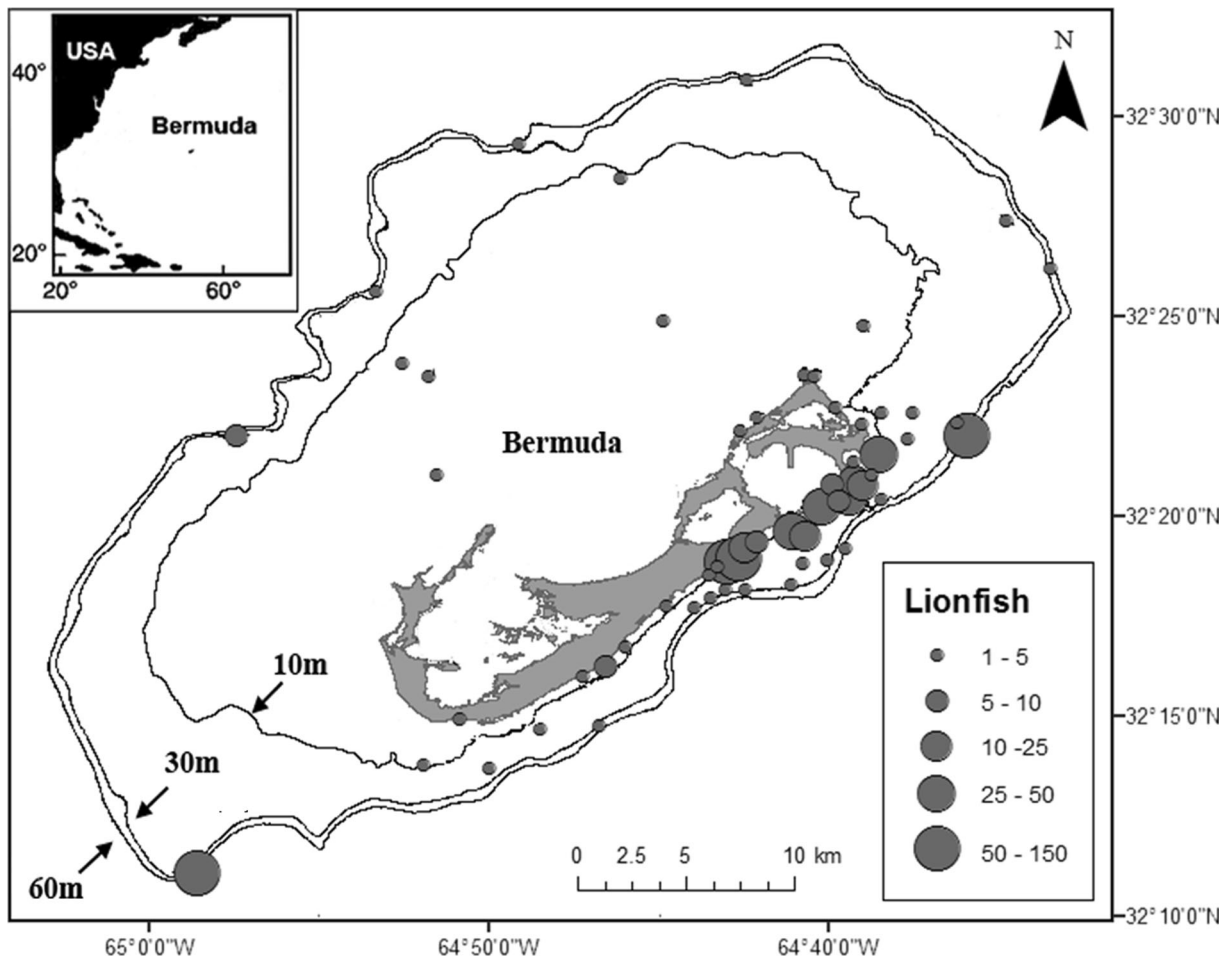 USA
40°
Bermuda
20°
20°
60°
N
32°30'0"N
32°25'0"N
32°20'0"N
32°15'0"N
32°10'0"N
Bermuda
10m
30m
60m
0 2.5 5 10 km
Lionfish
1 - 5
5 - 10
10 -25
25 - 50
50 - 150
65°0'0"W
64°50'0"W
64°40'0"W